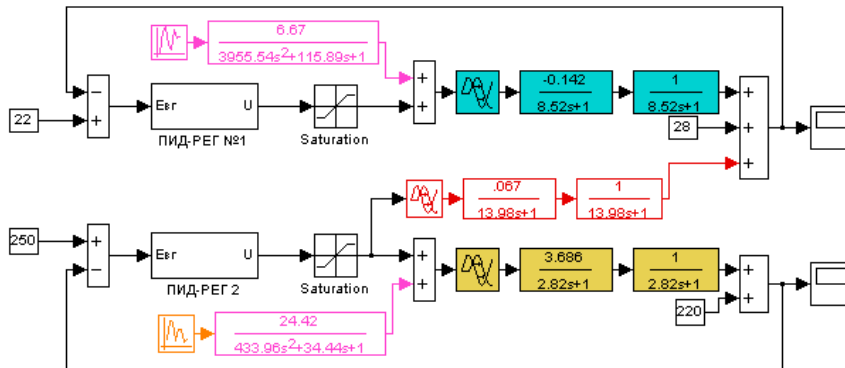 6.67
3955.54s²+115.89s+1
-0.142
8.52s+1
1
8.52s+1
22
Евг
U
ПИД-РЕГ №1
Saturation
28
.067
13.98s+1
1
13.98s+1
250
Евг
U
ПИД-РЕГ 2
Saturation
3.686
2.82s+1
1
2.82s+1
220
24.42
433.96s²+34.44s+1